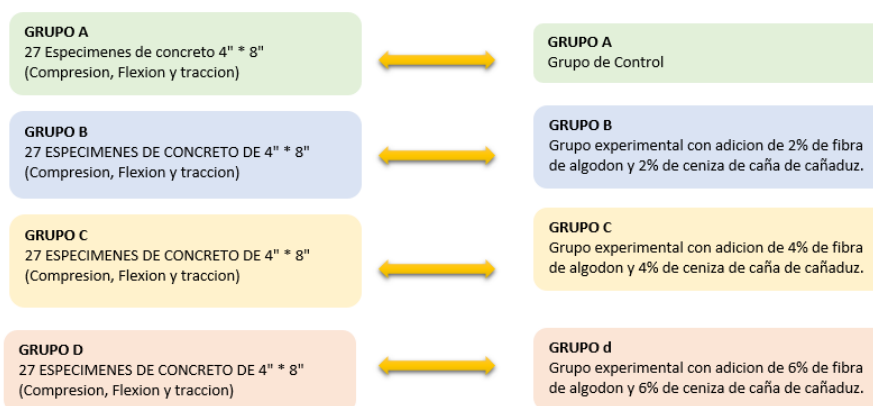 GRUPO A
27 Especimenes de concreto 4" * 8"
(Compresion, Flexion y traccion)
GRUPO A
Grupo de Control
GRUPO B
27 ESPECIMENES DE CONCRETO DE 4" * 8"
(Compresion, Flexion y traccion)
GRUPO B
Grupo experimental con adicion de 2% de fibra
de algodon y 2% de ceniza de caña de cañaduz.
GRUPO C
27 ESPECIMENES DE CONCRETO DE 4" * 8"
(Compresion, Flexion y traccion)
GRUPO C
Grupo experimental con adicion de 4% de fibra
de algodon y 4% de ceniza de caña de cañaduz.
GRUPO D
27 ESPECIMENES DE CONCRETO DE 4" * 8"
(Compresion, Flexion y traccion)
GRUPO d
Grupo experimental con adicion de 6% de fibra
de algodon y 6% de ceniza de caña de cañaduz.